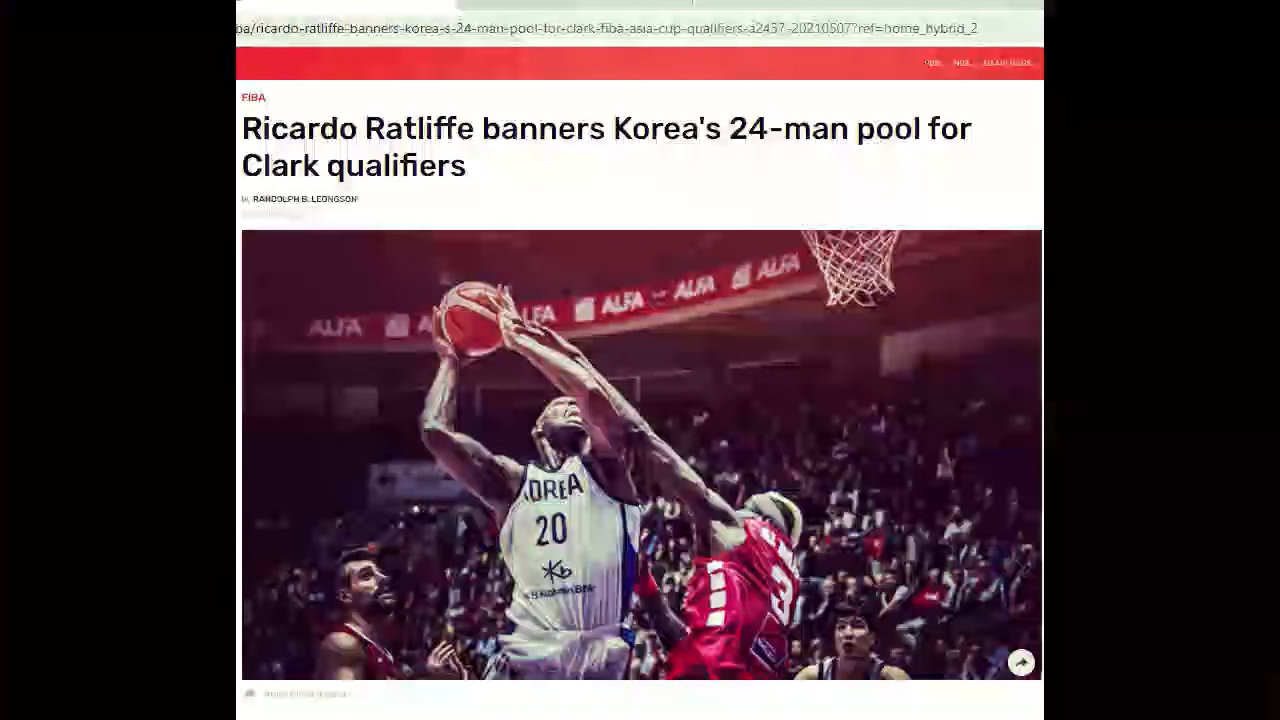 ba/ricardo-ratliffe-banners-korea-s-24-man-pool-for-clark-fiba-asia-cup-qualifiers-a2437-20210507?ref=home_hybrid_2
FIBA
Ricardo Ratliffe banners Korea's 24-man pool for
Clark qualifiers
RANDOLPH B. LEONGSON
ALFA
ALFA ALFA ALFA
KOREA
20
Kb
3